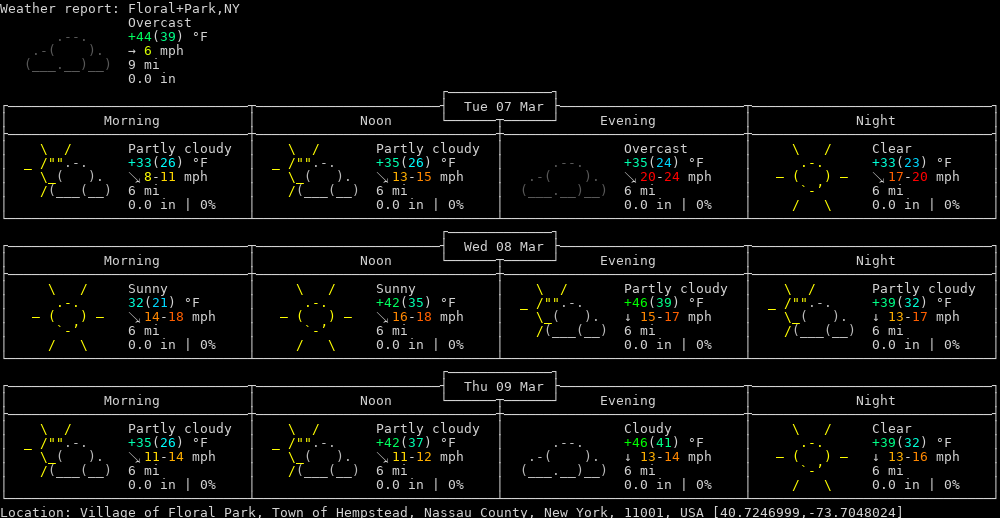 Weather report: Floral+Park,NY
Overcast
+44(39) °F
→ 6 mph
9 mi
0.0 in
Tue 07 Mar
Morning Noon Evening Night
Partly cloudy Partly cloudy Overcast Clear
+33(26) °F +35(26) °F +35(24) °F +33(23) °F
↘ 8-11 mph ↘ 13-15 mph ↘ 20-24 mph ↘ 17-20 mph
6 mi 6 mi 6 mi 6 mi
0.0 in | 0% 0.0 in | 0% 0.0 in | 0% 0.0 in | 0%
Wed 08 Mar
Morning Noon Evening Night
Sunny Sunny Partly cloudy Partly cloudy
32(21) °F +42(35) °F +46(39) °F +39(32) °F
↘ 14-18 mph ↘ 16-18 mph ↓ 15-17 mph ↓ 13-17 mph
6 mi 6 mi 6 mi 6 mi
0.0 in | 0% 0.0 in | 0% 0.0 in | 0% 0.0 in | 0%
Thu 09 Mar
Morning Noon Evening Night
Partly cloudy Partly cloudy Cloudy Clear
+35(26) °F +42(37) °F +46(41) °F +39(32) °F
↘ 11-14 mph ↘ 11-12 mph ↓ 13-14 mph ↓ 13-16 mph
6 mi 6 mi 6 mi 6 mi
0.0 in | 0% 0.0 in | 0% 0.0 in | 0% 0.0 in | 0%
Location: Village of Floral Park, Town of Hempstead, Nassau County, New York, 11001, USA [40.7246999,-73.7048024]